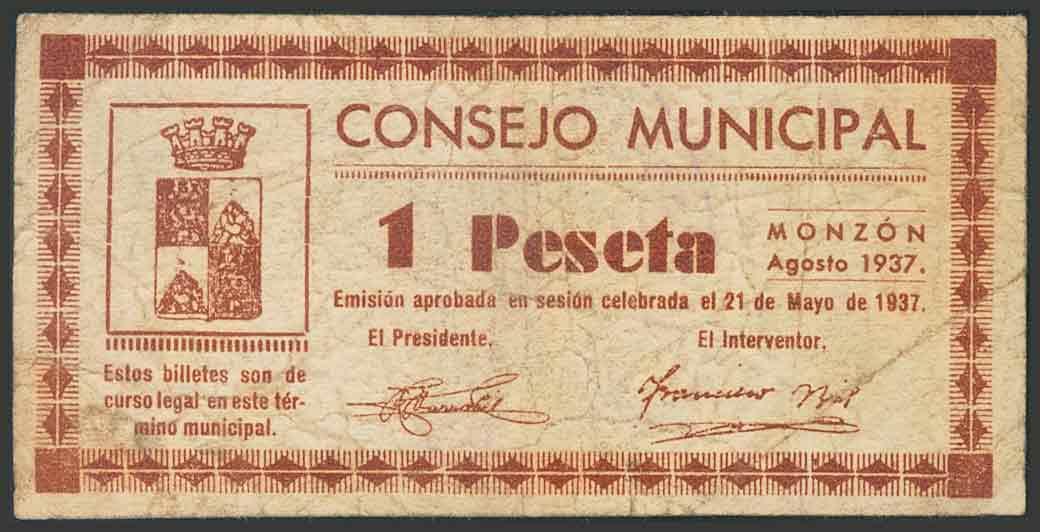 CONSEJO MUNICIPAL
1 Peseta
MONZÓN
Agosto 1937.
Emisión aprobada en sesión celebrada el 21 de Mayo de 1937.
El Presidente,
El Interventor,
Estos billetes son de
curso legal en este tér-
mino municipal.
Francisco